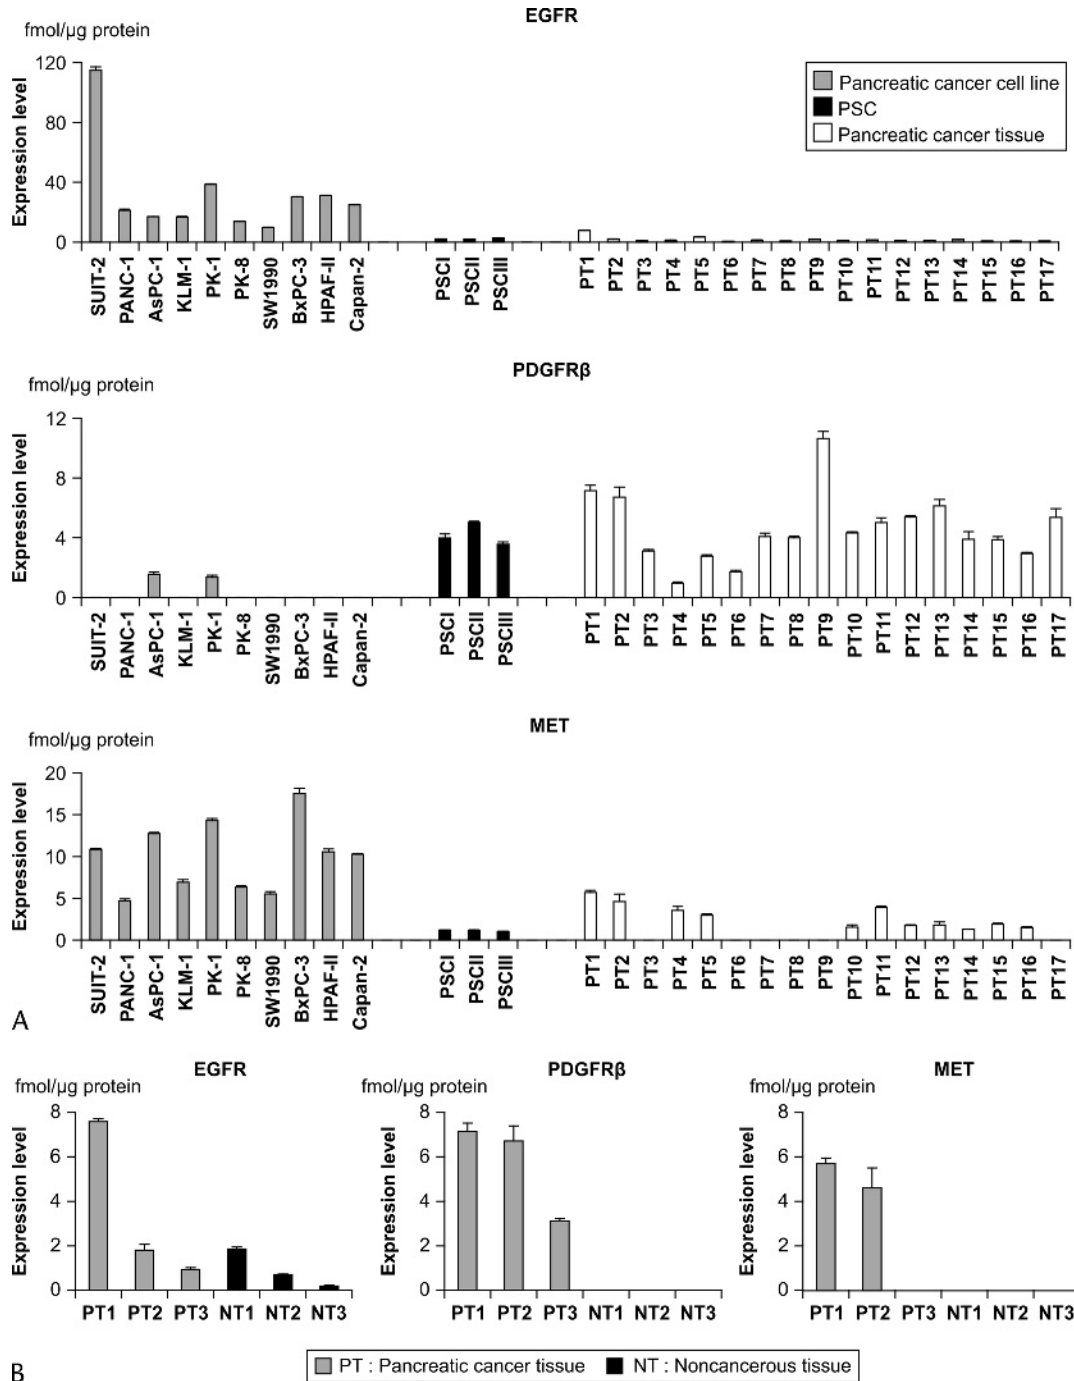 EGFR
fmol/µg protein
Expression level
120
80
40
0
Pancreatic cancer cell line
PSC
Pancreatic cancer tissue
SUIT-2 PANC-1 AsPC-1 KLM-1 PK-1 PK-8 SW1990 BxPC-3 HPAF-II Capan-2 PSCI PSCII PSCIII PT1 PT2 PT3 PT4 PT5 PT6 PT7 PT8 PT9 PT10 PT11 PT12 PT13 PT14 PT15 PT16 PT17
PDGFRβ
fmol/µg protein
Expression level
12
8
4
0
SUIT-2 PANC-1 AsPC-1 KLM-1 PK-1 PK-8 SW1990 BxPC-3 HPAF-II Capan-2 PSCI PSCII PSCIII PT1 PT2 PT3 PT4 PT5 PT6 PT7 PT8 PT9 PT10 PT11 PT12 PT13 PT14 PT15 PT16 PT17
MET
fmol/µg protein
Expression level
20
15
10
5
0
SUIT-2 PANC-1 AsPC-1 KLM-1 PK-1 PK-8 SW1990 BxPC-3 HPAF-II Capan-2 PSCI PSCII PSCIII PT1 PT2 PT3 PT4 PT5 PT6 PT7 PT8 PT9 PT10 PT11 PT12 PT13 PT14 PT15 PT16 PT17
A
EGFR
fmol/µg protein
Expression level
8
6
4
2
0
PT1 PT2 PT3 NT1 NT2 NT3
PDGFRβ
fmol/µg protein
Expression level
8
6
4
2
0
PT1 PT2 PT3 NT1 NT2 NT3
MET
fmol/µg protein
Expression level
8
6
4
2
0
PT1 PT2 PT3 NT1 NT2 NT3
B
PT : Pancreatic cancer tissue NT : Noncancerous tissue